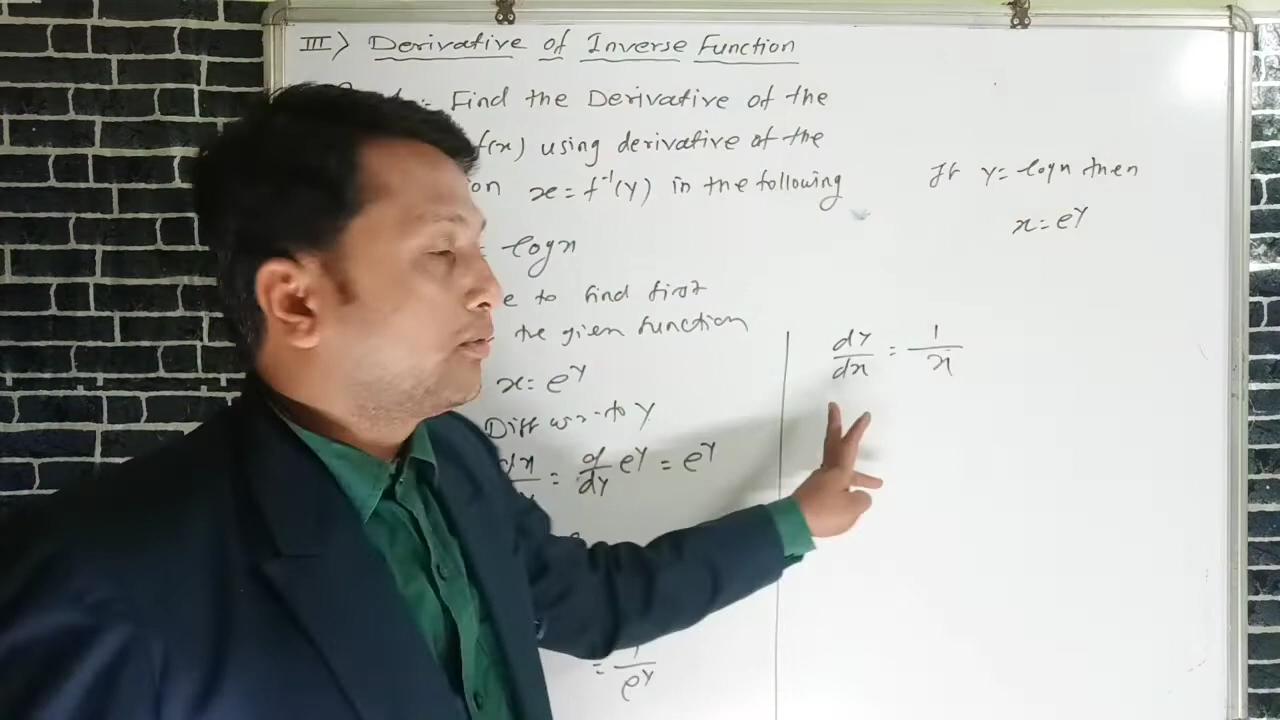 III) Derivative of Inverse Function
:- Find the Derivative of the
f(x) using derivative of the
on x = f⁻¹(Y) in the following
logx
e to find first
the given function
x = e^Y
Diff w.r. to Y
dx = d/dY e^Y = e^Y
= 1/e^Y
dY/dx = 1/x
If Y = logx then
x = e^Y